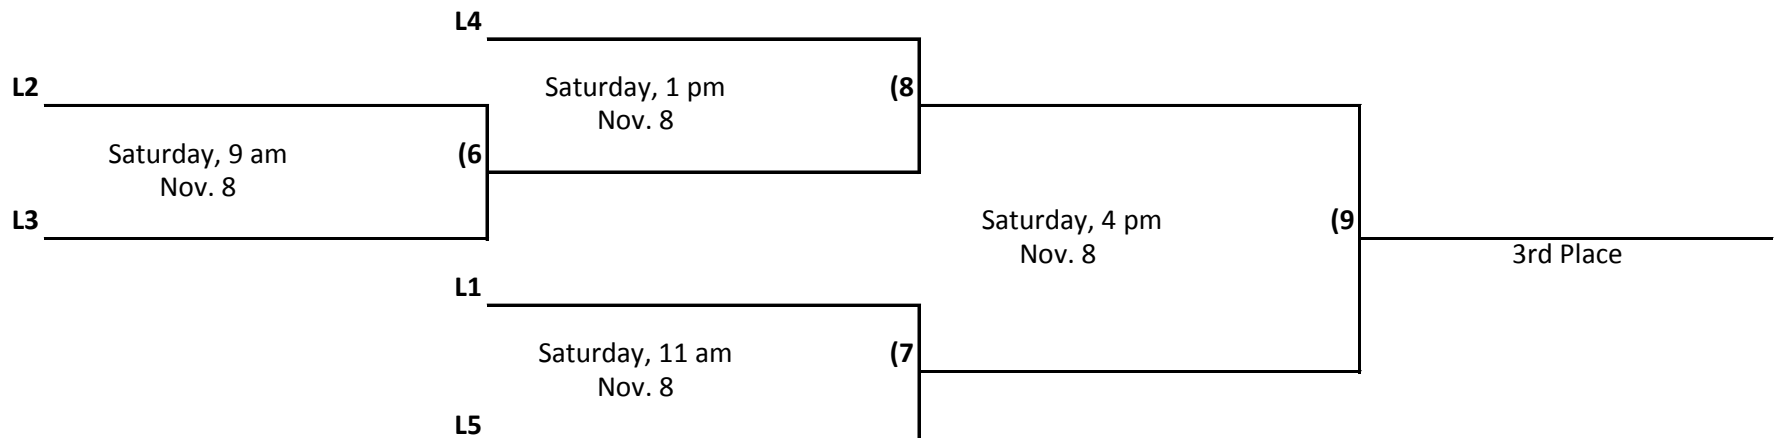 L4
L2
Saturday, 1 pm
Nov. 8
(8
Saturday, 9 am
Nov. 8
(6
L3
Saturday, 4 pm
Nov. 8
(9
3rd Place
L1
Saturday, 11 am
Nov. 8
(7
L5